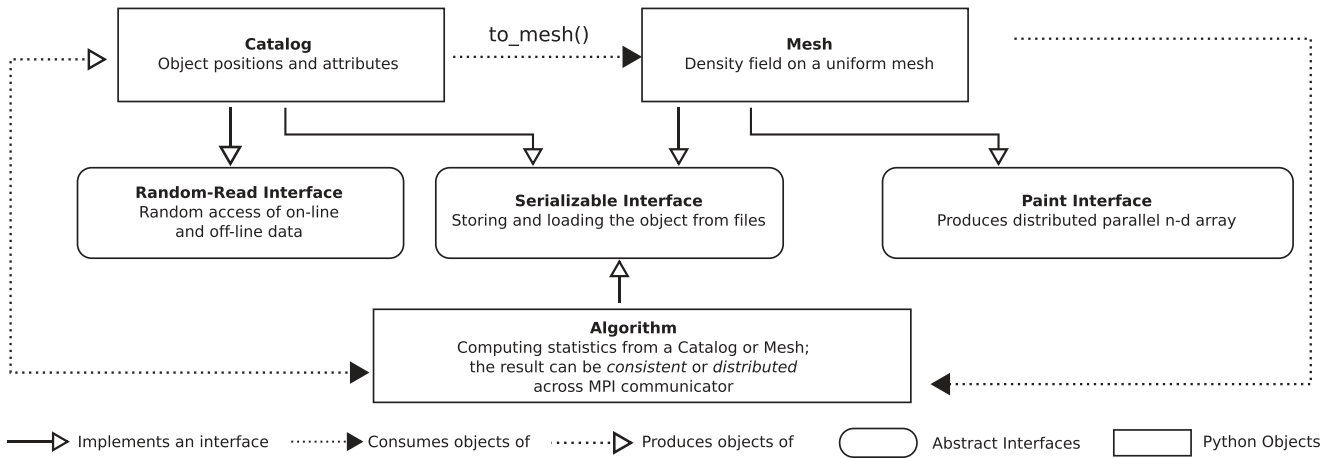 Catalog
Object positions and attributes
to_mesh()
Mesh
Density field on a uniform mesh
Random-Read Interface
Random access of on-line
and off-line data
Serializable Interface
Storing and loading the object from files
Paint Interface
Produces distributed parallel n-d array
Algorithm
Computing statistics from a Catalog or Mesh;
the result can be consistent or distributed
across MPI communicator
Implements an interface
Consumes objects of
Produces objects of
Abstract Interfaces
Python Objects